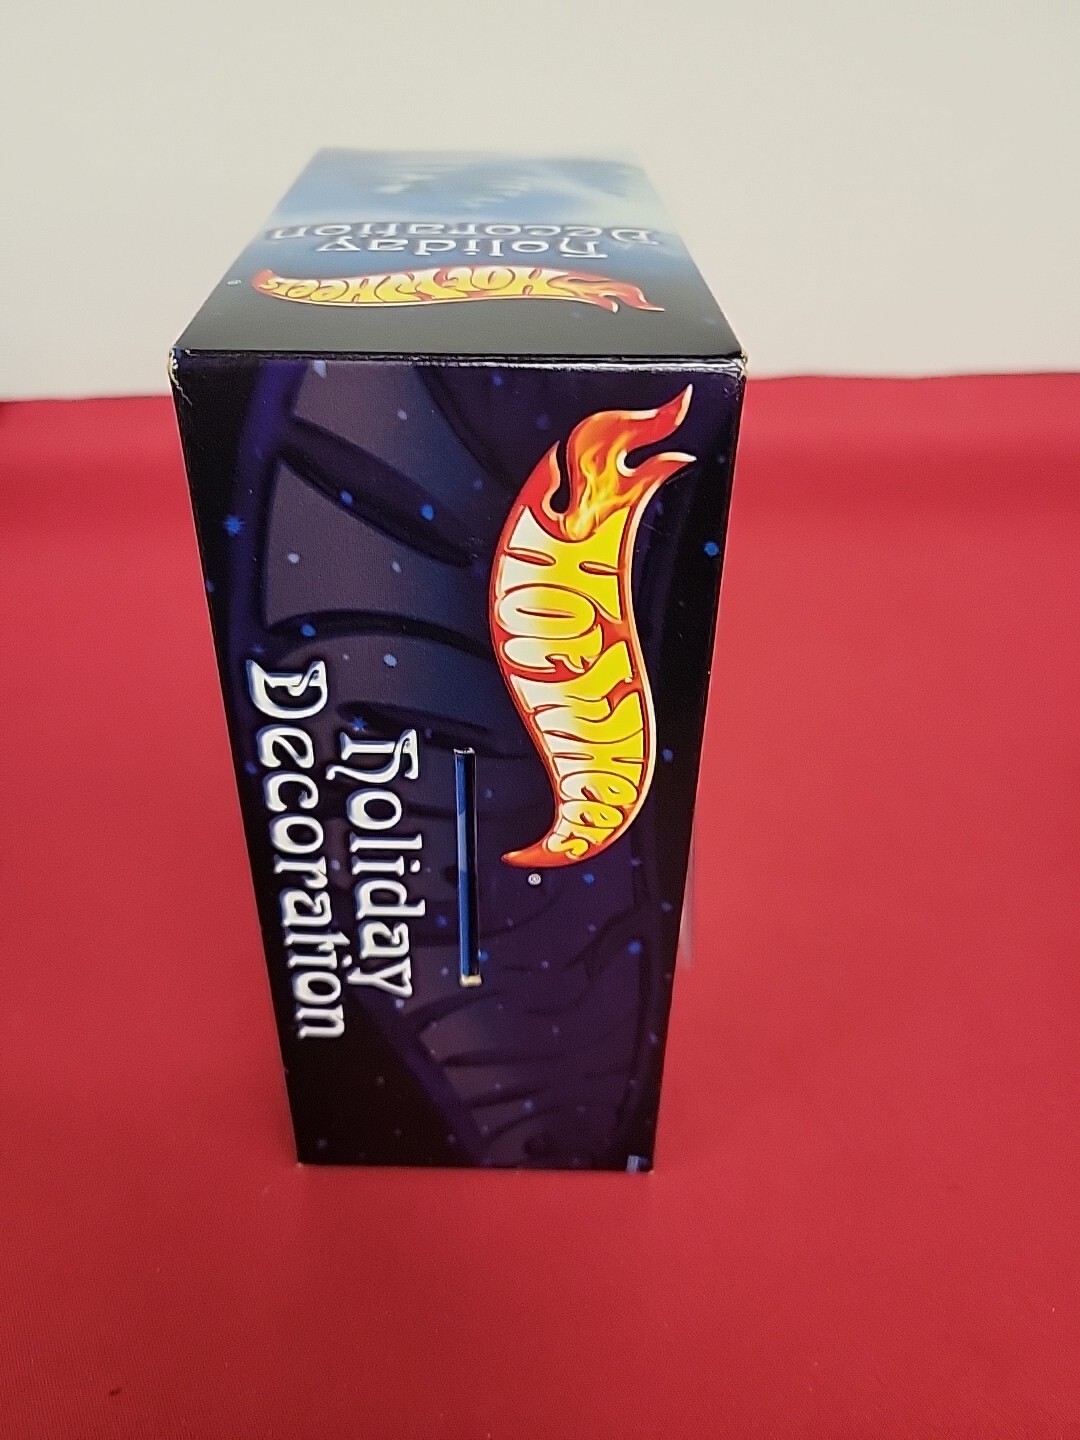 holiday
Decoration
Hot Wheels
®
Hot Wheels
®
holiday
Decoration